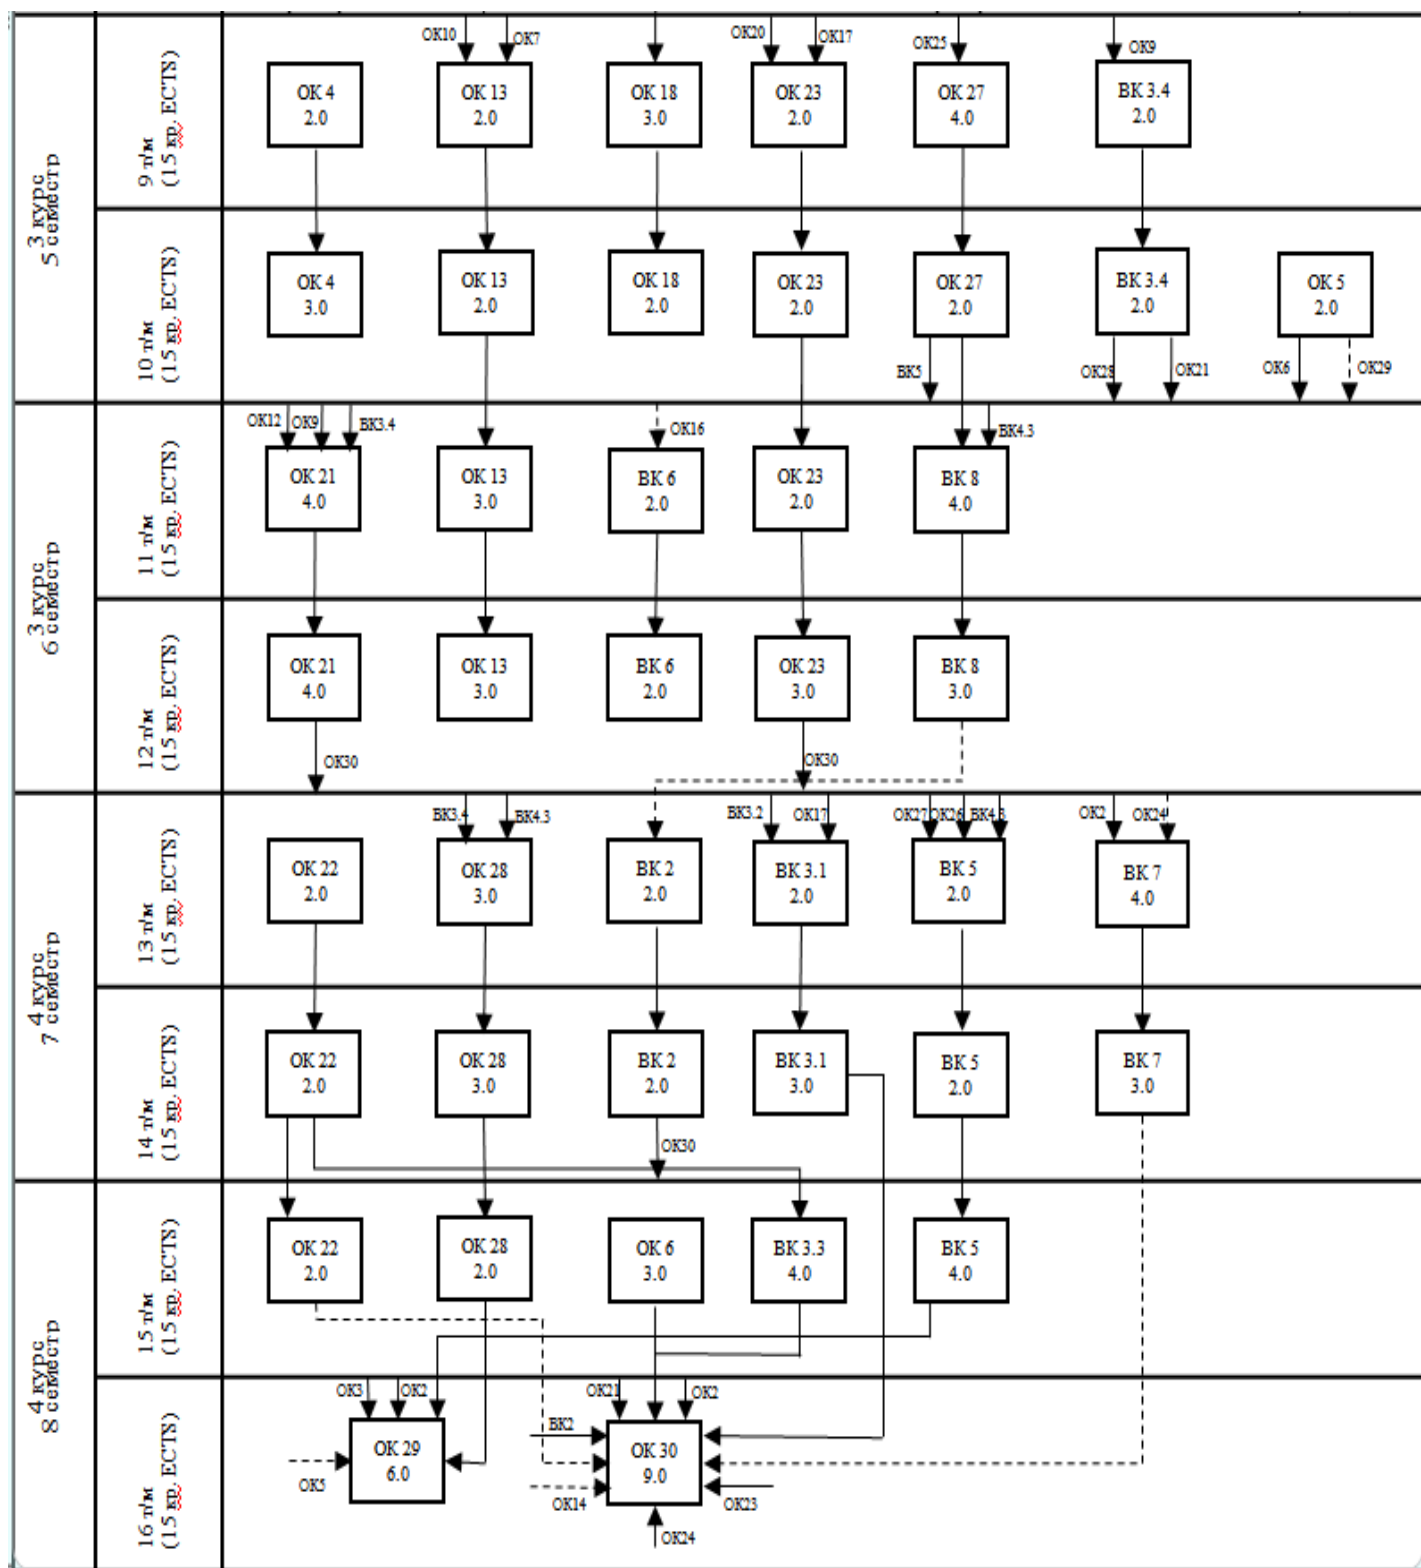 3 курс
5 семестр
9 т/м
(15 кр. ECTS)
ОК10
ОК7
ОК20
ОК17
ОК25
ОК9
ОК 4
2.0
ОК 13
2.0
ОК 18
3.0
ОК 23
2.0
ОК 27
4.0
ВК 3.4
2.0
10 т/м
(15 кр. ECTS)
ОК 4
3.0
ОК 13
2.0
ОК 18
2.0
ОК 23
2.0
ОК 27
2.0
ВК 3.4
2.0
ОК 5
2.0
ВК5
ОК28
ОК21
ОК6
ОК29
3 курс
6 семестр
11 т/м
(15 кр. ECTS)
ОК12
ОК9
ВК3.4
ОК16
ВК4.3
ОК 21
4.0
ОК 13
3.0
ВК 6
2.0
ОК 23
2.0
ВК 8
4.0
12 т/м
(15 кр. ECTS)
ОК 21
4.0
ОК 13
3.0
ВК 6
2.0
ОК 23
3.0
ВК 8
3.0
ОК30
ОК30
4 курс
7 семестр
13 т/м
(15 кр. ECTS)
ВК3.4
ВК4.3
ВК3.2
ОК17
ОК27
ОК26
ВК4.3
ОК2
ОК24
ОК 22
2.0
ОК 28
3.0
ВК 2
2.0
ВК 3.1
2.0
ВК 5
2.0
ВК 7
4.0
14 т/м
(15 кр. ECTS)
ОК 22
2.0
ОК 28
3.0
ВК 2
2.0
ВК 3.1
3.0
ВК 5
2.0
ВК 7
3.0
ОК30
4 курс
8 семестр
15 т/м
(15 кр. ECTS)
ОК 22
2.0
ОК 28
2.0
ОК 6
3.0
ВК 3.3
4.0
ВК 5
4.0
16 т/м
(15 кр. ECTS)
ОК3
ОК2
ОК21
ОК2
ВК2
ОК 29
6.0
ОК 30
9.0
ОК5
ОК14
ОК23
ОК24